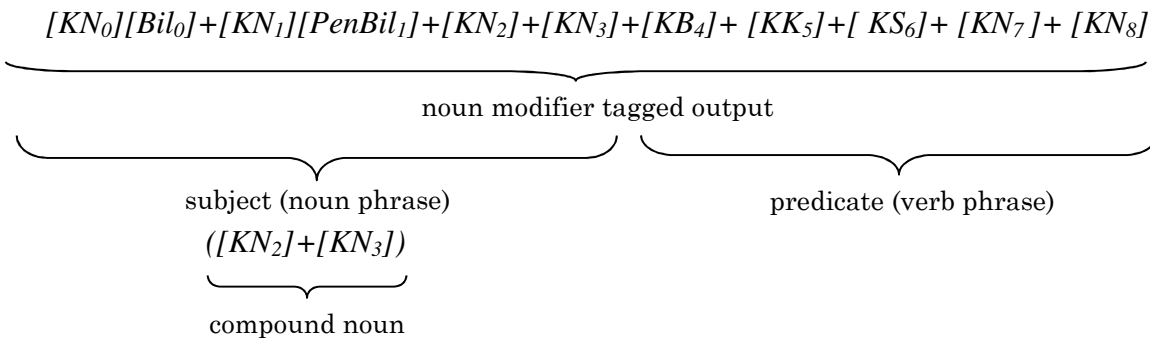 [KN₀][Bil₀]+[KN₁][PenBil₁]+[KN₂]+[KN₃]+[KB₄]+ [KK₅]+[ KS₆]+ [KN₇]+ [KN₈]
noun modifier tagged output
subject (noun phrase) predicate (verb phrase)
([KN₂]+[KN₃])
compound noun